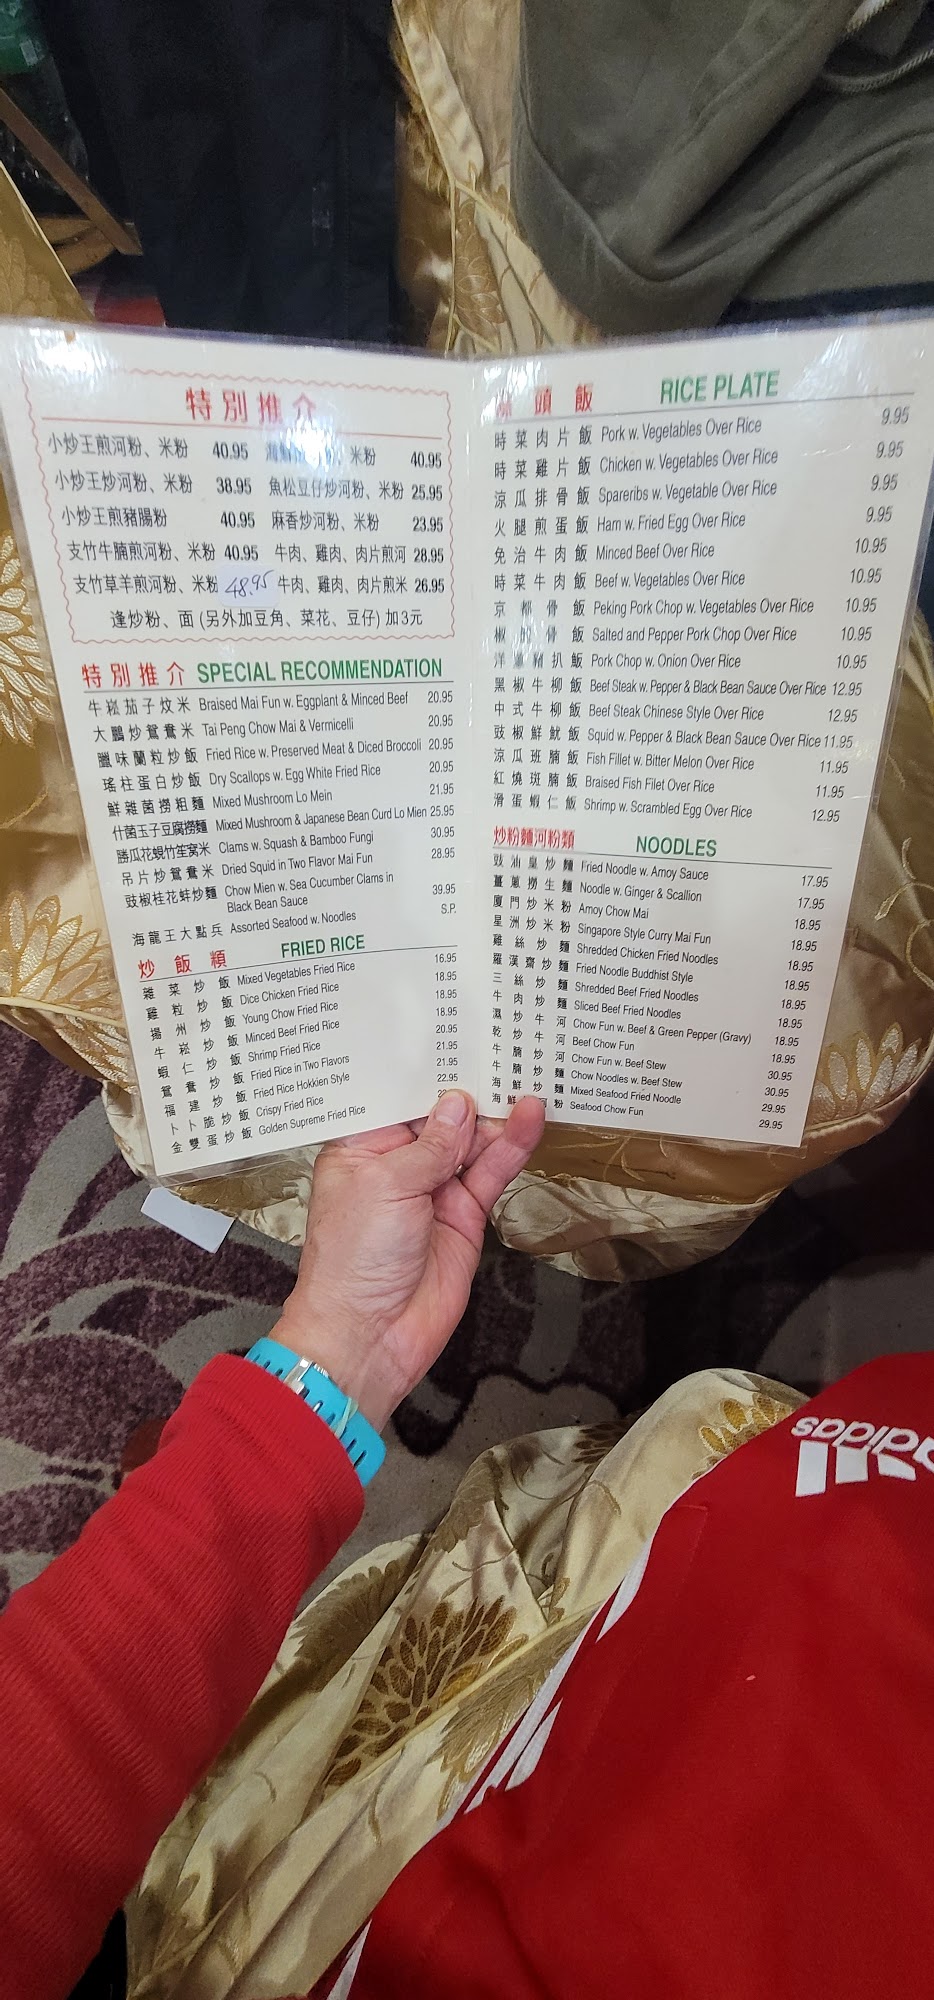 特別推介
小炒王煎河粉、米粉 40.95 粉、米粉 40.95
小炒王炒河粉、米粉 38.95 魚松豆仔炒河粉、米粉 25.95
小炒王煎豬腸粉 40.95 麻香炒河粉、米粉 23.95
支竹牛腩煎河粉、米粉 40.95 牛肉、雞肉、肉片煎河 28.95
支竹草羊煎河粉、米粉 48.95 牛肉、雞肉、肉片煎米 26.95
逢炒粉、面 (另外加豆角、菜花、豆仔) 加3元
特別推介 SPECIAL RECOMMENDATION
牛崧茄子炆米 Braised Mai Fun w. Eggplant & Minced Beef 20.95
大鵬炒鴛鴦米 Tai Peng Chow Mai & Vermicelli 20.95
臘味蘭粒炒飯 Fried Rice w. Preserved Meat & Diced Broccoli 20.95
瑤柱蛋白炒飯 Dry Scallops w. Egg White Fried Rice 20.95
鮮雜菌撈粗麵 Mixed Mushroom Lo Mein 21.95
什菌玉子豆腐撈麵 Mixed Mushroom & Japanese Bean Curd Lo Mien 25.95
勝瓜花蜆竹笙窩米 Clams w. Squash & Bamboo Fungi 30.95
吊片炒鴛鴦米 Dried Squid in Two Flavor Mai Fun 28.95
豉椒桂花蚌炒麵 Chow Mien w. Sea Cucumber Clams in
Black Bean Sauce 39.95
海龍王大點兵 Assorted Seafood w. Noodles S.P.
炒飯類 FRIED RICE
雜菜炒飯 Mixed Vegetables Fried Rice 16.95
雞粒炒飯 Dice Chicken Fried Rice 18.95
揚州炒飯 Young Chow Fried Rice 18.95
牛崧炒飯 Minced Beef Fried Rice 20.95
蝦仁炒飯 Shrimp Fried Rice 21.95
鴛鴦炒飯 Fried Rice in Two Flavors 21.95
福建炒飯 Fried Rice Hokkien Style 22.95
卜卜脆炒飯 Crispy Fried Rice
金雙蛋炒飯 Golden Supreme Fried Rice
頭飯 RICE PLATE
時菜肉片飯 Pork w. Vegetables Over Rice 9.95
時菜雞片飯 Chicken w. Vegetables Over Rice 9.95
涼瓜排骨飯 Spareribs w. Vegetable Over Rice 9.95
火腿煎蛋飯 Ham w. Fried Egg Over Rice 9.95
免治牛肉飯 Minced Beef Over Rice 10.95
時菜牛肉飯 Beef w. Vegetables Over Rice 10.95
京都骨飯 Peking Pork Chop w. Vegetables Over Rice 10.95
椒骨飯 Salted and Pepper Pork Chop Over Rice 10.95
洋豬扒飯 Pork Chop w. Onion Over Rice 10.95
黑椒牛柳飯 Beef Steak w. Pepper & Black Bean Sauce Over Rice 12.95
中式牛柳飯 Beef Steak Chinese Style Over Rice 12.95
豉椒鮮魷飯 Squid w. Pepper & Black Bean Sauce Over Rice 11.95
涼瓜班腩飯 Fish Fillet w. Bitter Melon Over Rice 11.95
紅燒斑腩飯 Braised Fish Filet Over Rice 11.95
滑蛋蝦仁飯 Shrimp w. Scrambled Egg Over Rice 12.95
炒粉麵河粉類 NOODLES
豉油皇炒麵 Fried Noodle w. Amoy Sauce 17.95
薑蔥撈生麵 Noodle w. Ginger & Scallion 17.95
廈門炒米粉 Amoy Chow Mai 18.95
星洲炒米粉 Singapore Style Curry Mai Fun 18.95
雞絲炒麵 Shredded Chicken Fried Noodles 18.95
羅漢齋炒麵 Fried Noodle Buddhist Style 18.95
三絲炒麵 Shredded Beef Fried Noodles 18.95
牛肉炒麵 Sliced Beef Fried Noodles 18.95
濕炒牛河 Chow Fun w. Beef & Green Pepper (Gravy) 18.95
乾炒牛河 Beef Chow Fun 18.95
牛腩炒河 Chow Fun w. Beef Stew 30.95
牛腩炒麵 Chow Noodles w. Beef Stew 30.95
海鮮炒麵 Mixed Seafood Fried Noodle 29.95
海鮮河粉 Seafood Chow Fun 29.95
adidas